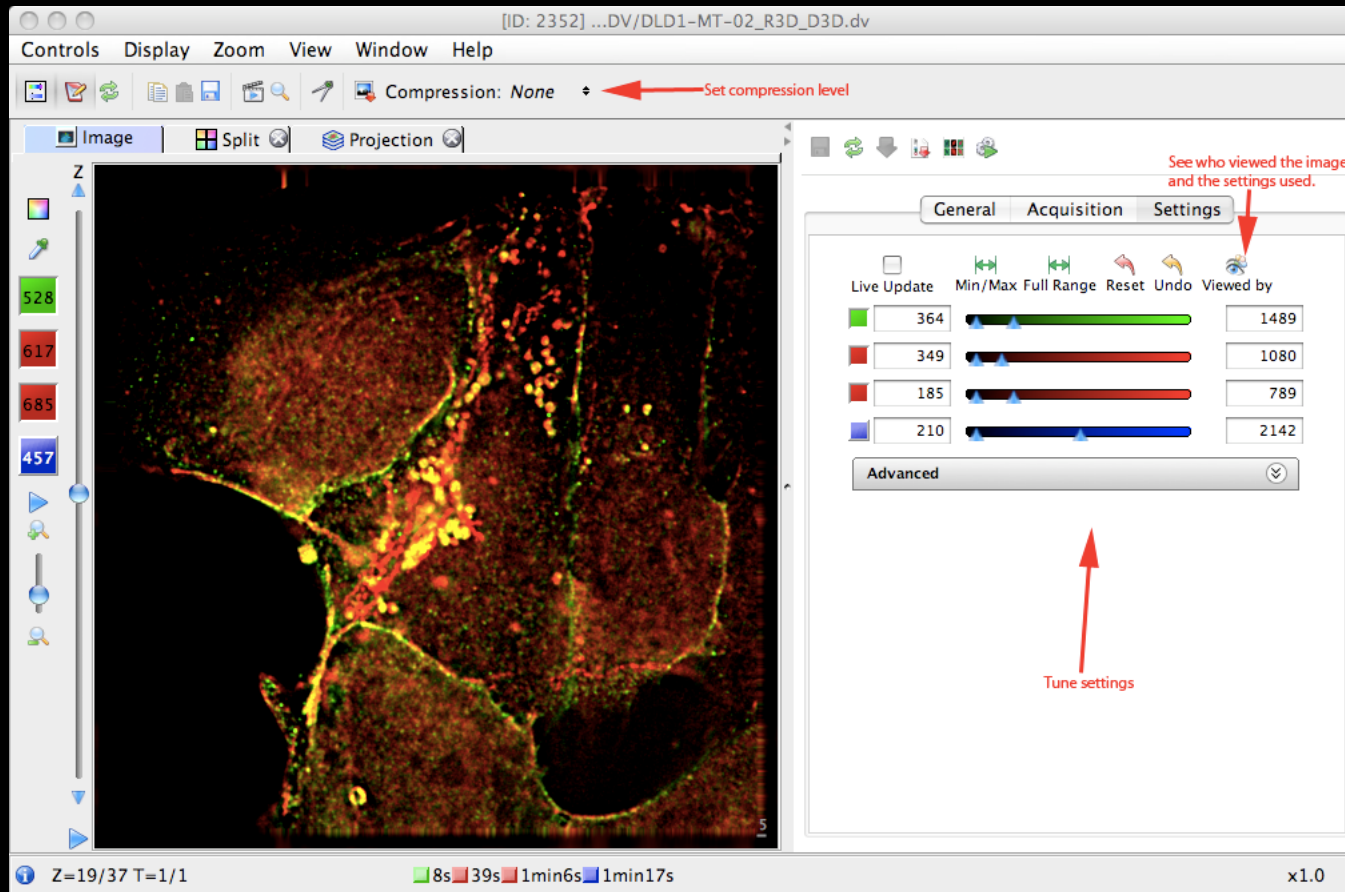 [ID: 2352] ...DV/DLD1-MT-02_R3D_D3D.dv
Controls Display Zoom View Window Help
Compression: None
Set compression level
Image Split Projection
See who viewed the image
and the settings used.
General Acquisition Settings
Z
Live Update Min/Max Full Range Reset Undo Viewed by
528
364 1489
617
349 1080
685
185 789
457
210 2142
Advanced
Tune settings
5
Z=19/37 T=1/1 8s 39s 1min6s 1min17s x1.0